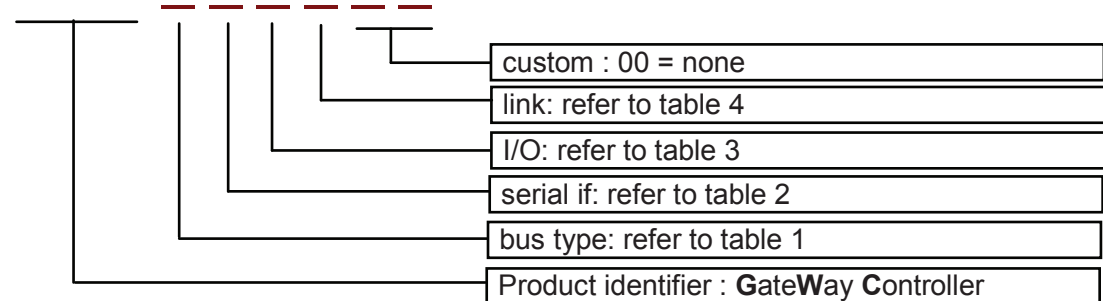 custom : 00 = none
link: refer to table 4
I/O: refer to table 3
serial if: refer to table 2
bus type: refer to table 1
Product identifier : GateWay Controller